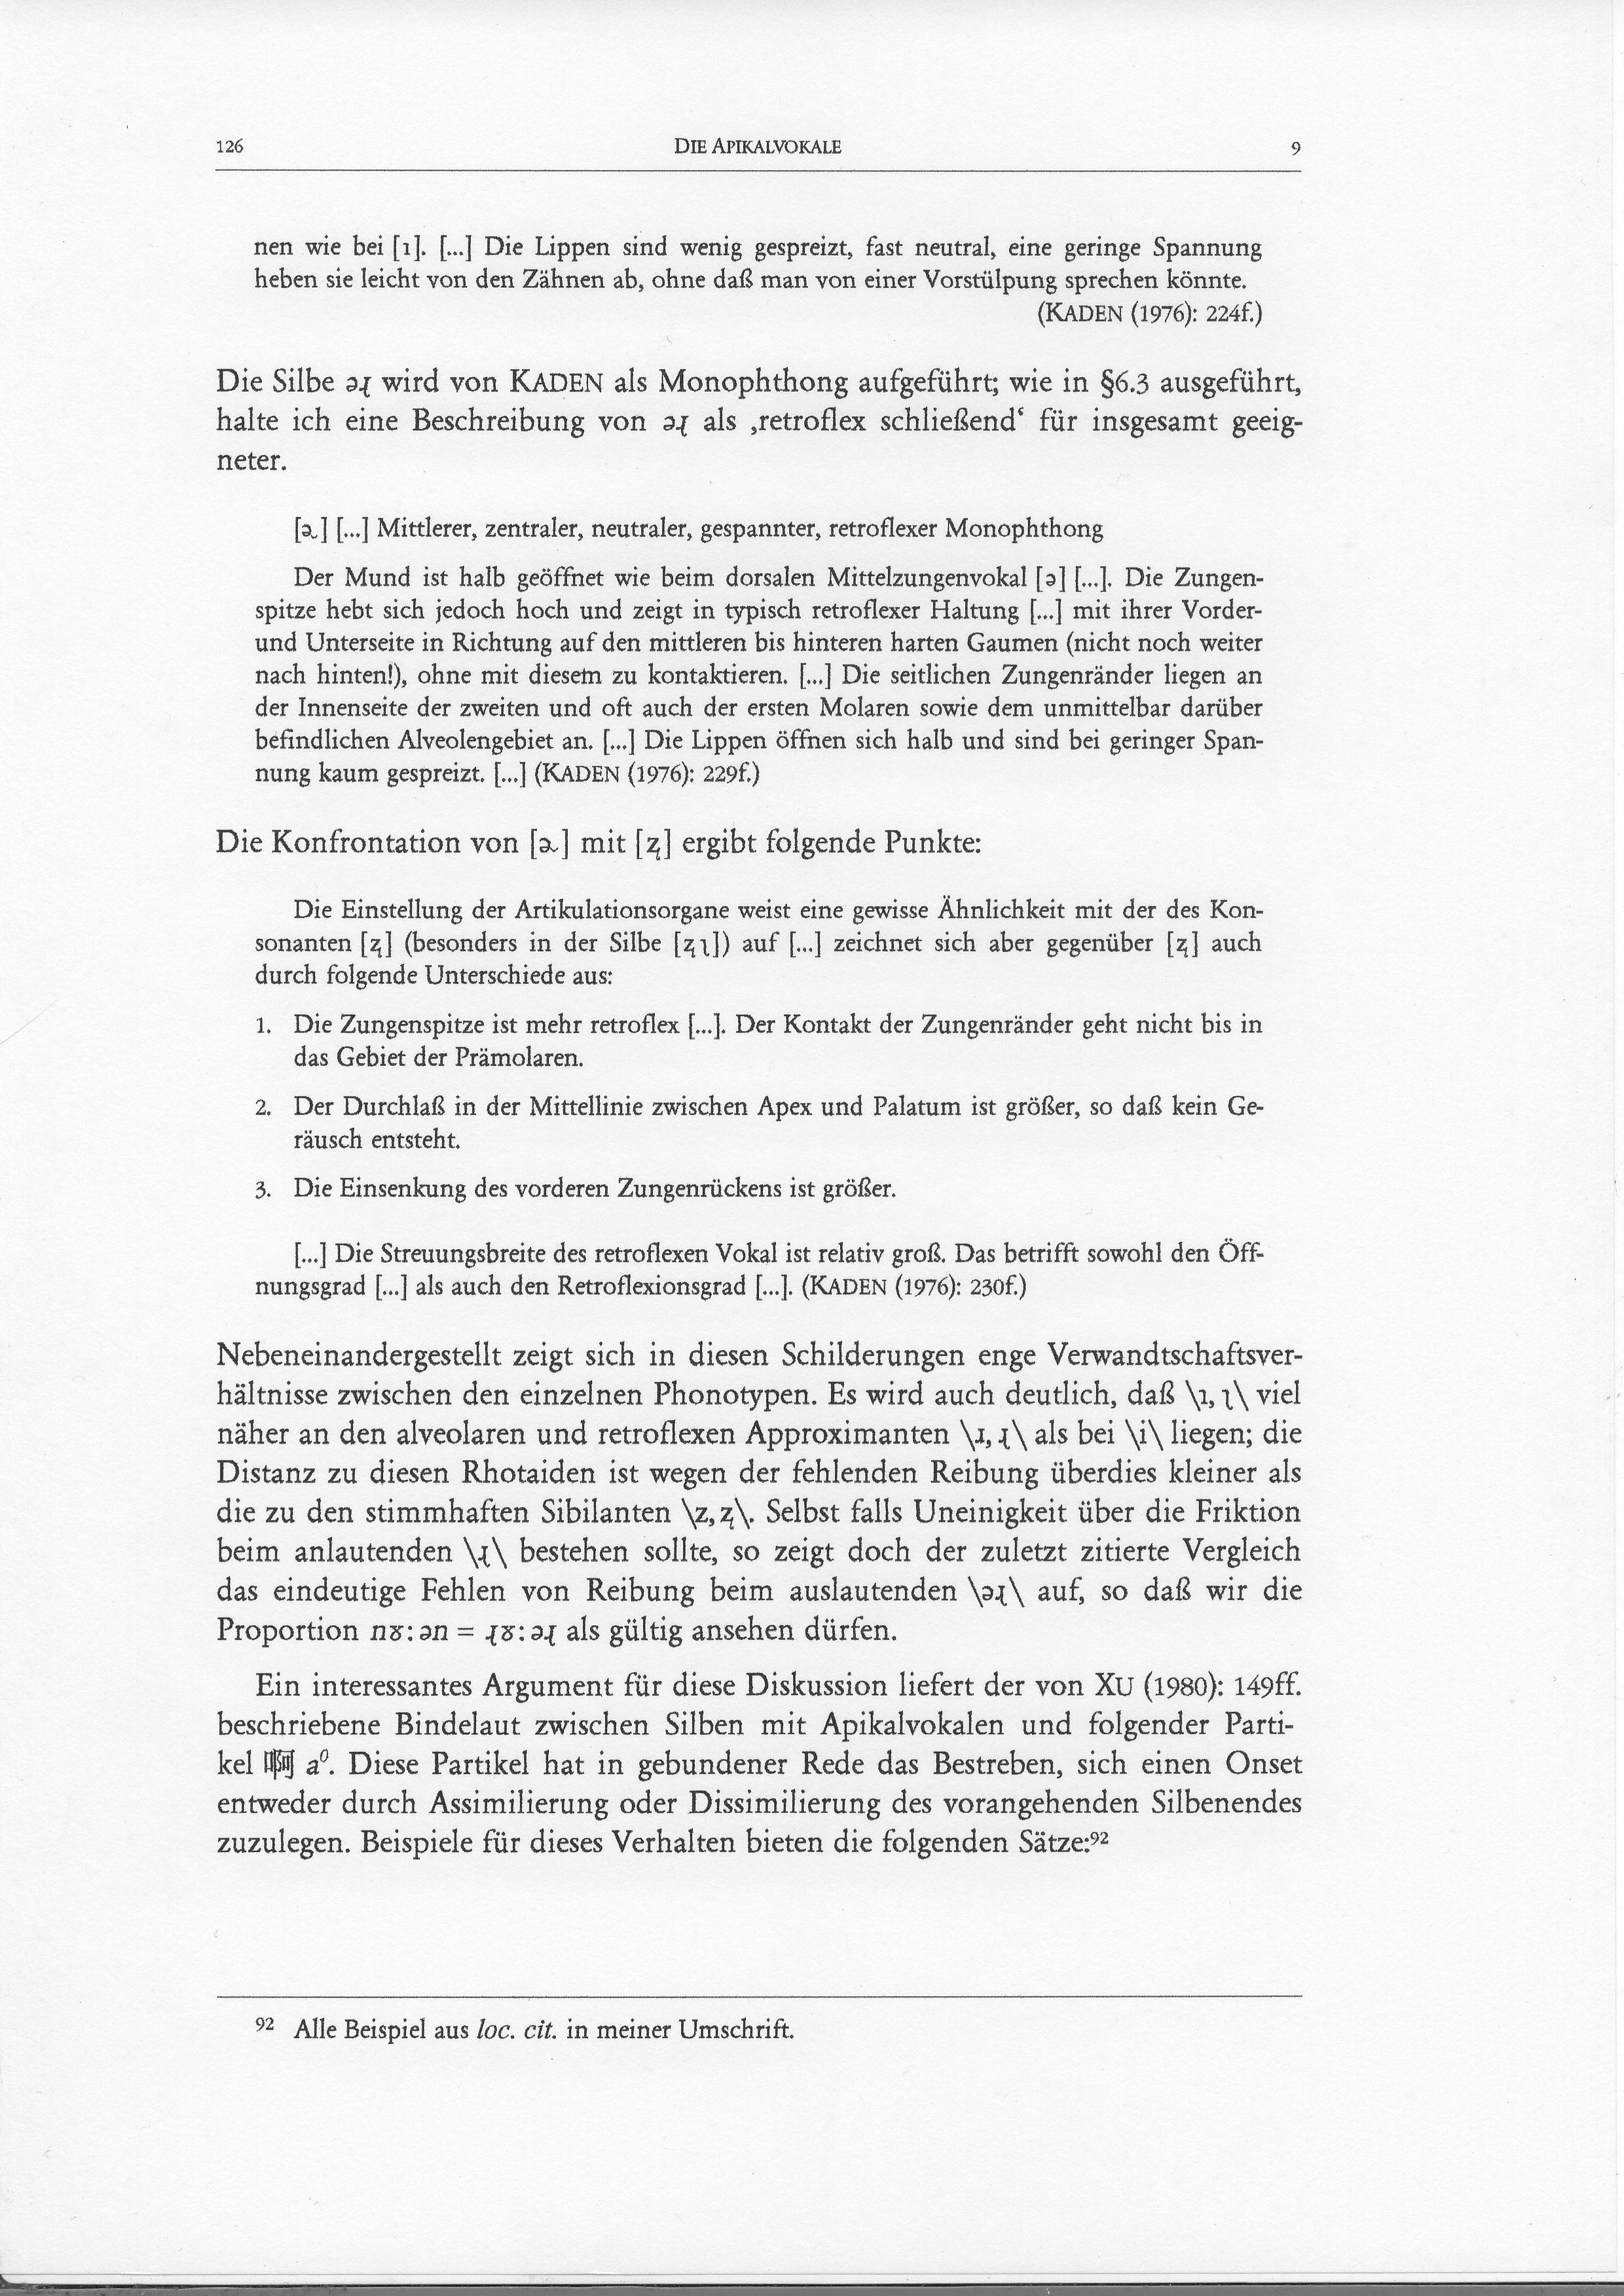 126 DIE APIKALVOKALE 9
nen wie bei [ɿ]. [...] Die Lippen sind wenig gespreizt, fast neutral, eine geringe Spannung
heben sie leicht von den Zähnen ab, ohne daß man von einer Vorstülpung sprechen könnte.
(KADEN (1976): 224f.)
Die Silbe əɻ wird von KADEN als Monophthong aufgeführt; wie in §6.3 ausgeführt,
halte ich eine Beschreibung von əɻ als ‚retroflex schließend‘ für insgesamt geeig-
neter.
[ɚ] [...] Mittlerer, zentraler, neutraler, gespannter, retroflexer Monophthong
Der Mund ist halb geöffnet wie beim dorsalen Mittelzungenvokal [ə] [...]. Die Zungen-
spitze hebt sich jedoch hoch und zeigt in typisch retroflexer Haltung [...] mit ihrer Vorder-
und Unterseite in Richtung auf den mittleren bis hinteren harten Gaumen (nicht noch weiter
nach hinten!), ohne mit diesem zu kontaktieren. [...] Die seitlichen Zungenränder liegen an
der Innenseite der zweiten und oft auch der ersten Molaren sowie dem unmittelbar darüber
befindlichen Alveolengebiet an. [...] Die Lippen öffnen sich halb und sind bei geringer Span-
nung kaum gespreizt. [...] (KADEN (1976): 229f.)
Die Konfrontation von [ɚ] mit [ʐ] ergibt folgende Punkte:
Die Einstellung der Artikulationsorgane weist eine gewisse Ähnlichkeit mit der des Kon-
sonanten [ʐ] (besonders in der Silbe [ʐʅ]) auf [...] zeichnet sich aber gegenüber [ʐ] auch
durch folgende Unterschiede aus:
1. Die Zungenspitze ist mehr retroflex [...]. Der Kontakt der Zungenränder geht nicht bis in
das Gebiet der Prämolaren.
2. Der Durchlaß in der Mittellinie zwischen Apex und Palatum ist größer, so daß kein Ge-
räusch entsteht.
3. Die Einsenkung des vorderen Zungenrückens ist größer.
[...] Die Streuungsbreite des retroflexen Vokal ist relativ groß. Das betrifft sowohl den Öff-
nungsgrad [...] als auch den Retroflexionsgrad [...]. (KADEN (1976): 230f.)
Nebeneinandergestellt zeigt sich in diesen Schilderungen enge Verwandtschaftsver-
hältnisse zwischen den einzelnen Phonotypen. Es wird auch deutlich, daß \ɿ, ʅ\ viel
näher an den alveolaren und retroflexen Approximanten \ɹ, ɻ\ als bei \i\ liegen; die
Distanz zu diesen Rhotaiden ist wegen der fehlenden Reibung überdies kleiner als
die zu den stimmhaften Sibilanten \z, ʐ\. Selbst falls Uneinigkeit über die Friktion
beim anlautenden \ɻ\ bestehen sollte, so zeigt doch der zuletzt zitierte Vergleich
das eindeutige Fehlen von Reibung beim auslautenden \əɻ\ auf, so daß wir die
Proportion nɤ: ən = ɻɤ: əɻ als gültig ansehen dürfen.
Ein interessantes Argument für diese Diskussion liefert der von XU (1980): 149ff.
beschriebene Bindelaut zwischen Silben mit Apikalvokalen und folgender Parti-
kel 啊 a⁰. Diese Partikel hat in gebundener Rede das Bestreben, sich einen Onset
entweder durch Assimilierung oder Dissimilierung des vorangehenden Silbenendes
zuzulegen. Beispiele für dieses Verhalten bieten die folgenden Sätze:⁹²
⁹² Alle Beispiel aus loc. cit. in meiner Umschrift.